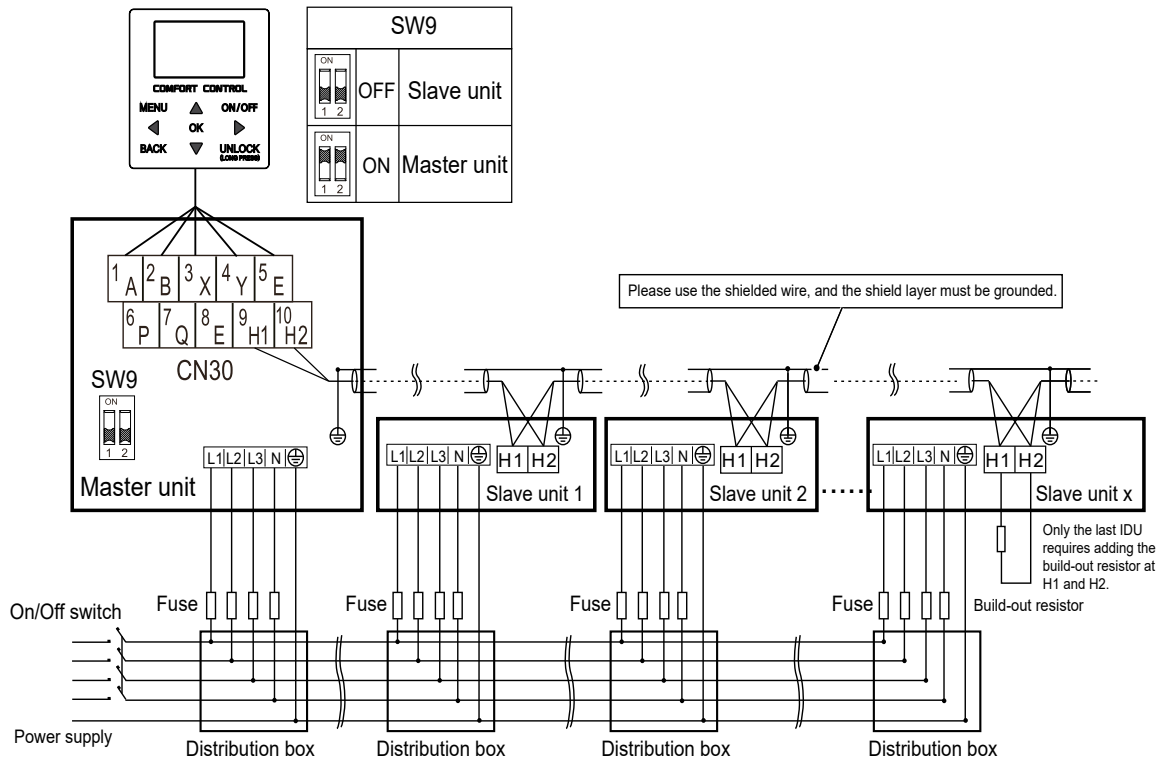 COMFORT CONTROL
MENU ON/OFF
OK
BACK UNLOCK
(LONG PRESS)
SW9
ON
1 2
OFF
Slave unit
ON
1 2
ON
Master unit
1 A 2 B 3 X 4 Y 5 E
6 P 7 Q 8 E 9 H1 10 H2
CN30
SW9
ON
1 2
L1 L2 L3 N
Master unit
Please use the shielded wire, and the shield layer must be grounded.
L1 L2 L3 N
H1 H2
Slave unit 1
L1 L2 L3 N
H1 H2
Slave unit 2
L1 L2 L3 N
H1 H2
Slave unit x
Only the last IDU
requires adding the
build-out resistor at
H1 and H2.
Build-out resistor
On/Off switch
Fuse
Fuse
Fuse
Fuse
Power supply
Distribution box
Distribution box
Distribution box
Distribution box